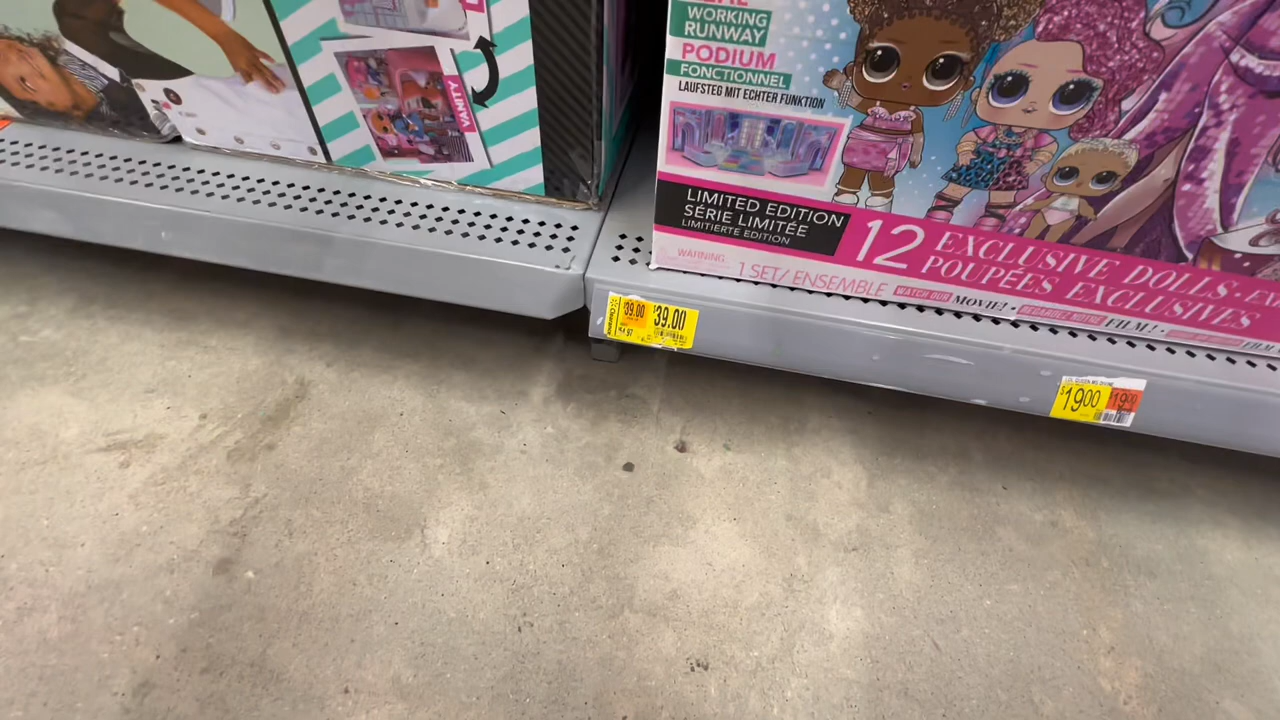 VANITY
WORKING
RUNWAY
PODIUM
FONCTIONNEL
LAUFSTEG MIT ECHTER FUNKTION
LIMITED EDITION
SÉRIE LIMITÉE
LIMITIERTE EDITION
12 EXCLUSIVE DOLLS
POUPÉES EXCLUSIVES
WARNING
1 SET/ ENSEMBLE
WATCH OUR MOVIE! • REGARDEZ NOTRE FILM! •
Clearance
$39.00
$39.00
$19.00
19.00